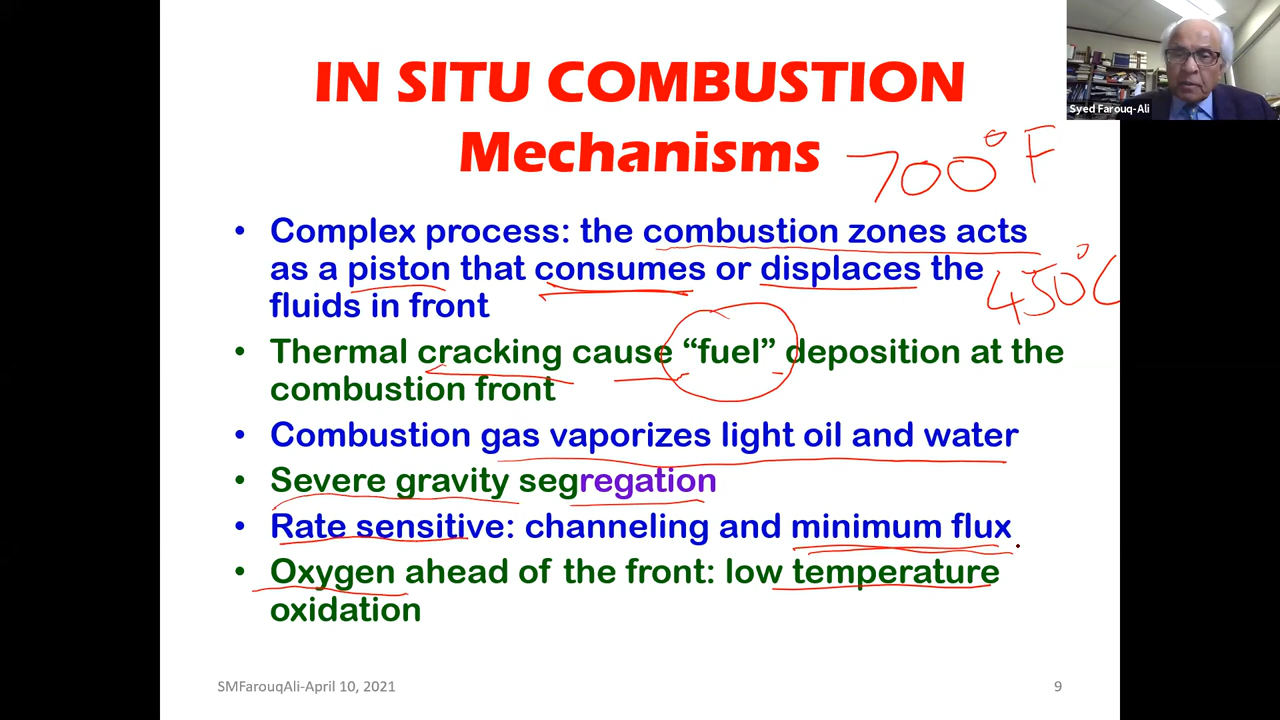 IN SITU COMBUSTION
Mechanisms
Syed Farouq-Ali
700° F
• Complex process: the combustion zones acts
as a piston that consumes or displaces the
fluids in front
450° C
• Thermal cracking cause “fuel” deposition at the
combustion front
• Combustion gas vaporizes light oil and water
• Severe gravity segregation
• Rate sensitive: channeling and minimum flux
• Oxygen ahead of the front: low temperature
oxidation
SMFarouqAli-April 10, 2021
9